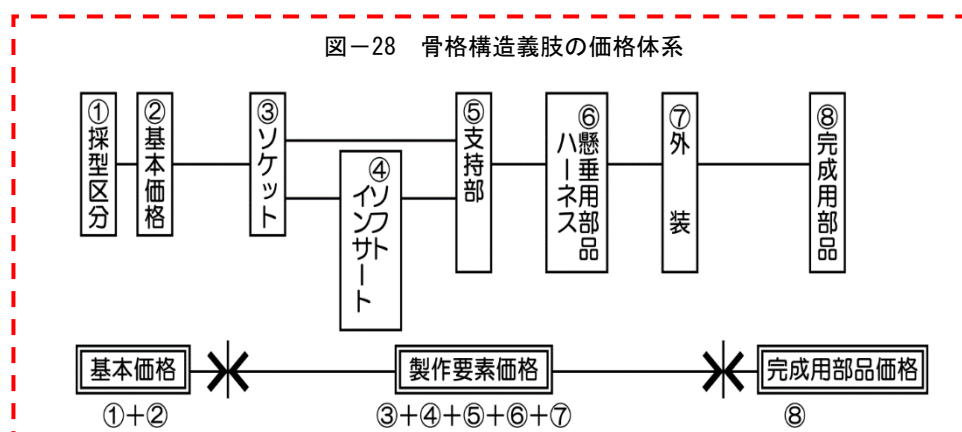 図－28　骨格構造義肢の価格体系
①採型区分
②基本価格
③ソケット
④ソフト
インサート
⑤支持部
⑥懸垂用部品
ハーネス
⑦外　装
⑧完成用部品
基本価格
製作要素価格
完成用部品価格
①＋②
③＋④＋⑤＋⑥＋⑦
⑧